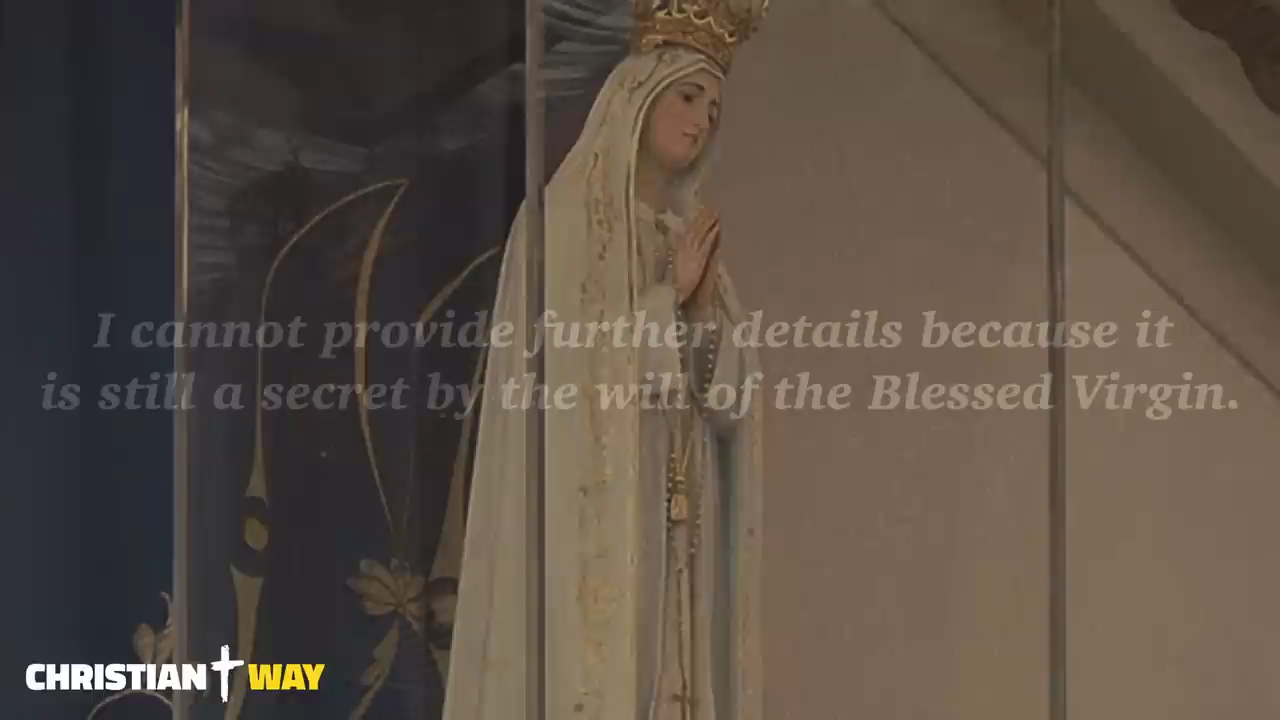 I cannot provide further details because it
is still a secret by the will of the Blessed Virgin.
CHRISTIAN WAY